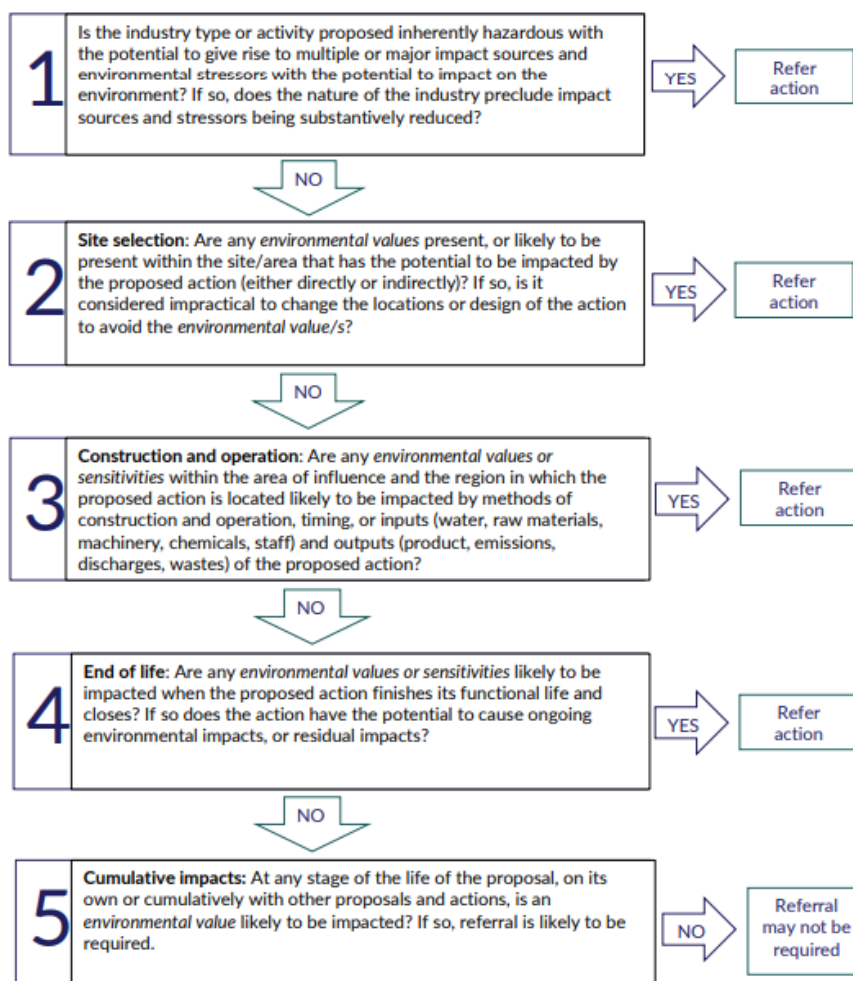 1
Is the industry type or activity proposed inherently hazardous with
the potential to give rise to multiple or major impact sources and
environmental stressors with the potential to impact on the
environment? If so, does the nature of the industry preclude impact
sources and stressors being substantively reduced?
YES
Refer
action
NO
2
Site selection: Are any environmental values present, or likely to be
present within the site/area that has the potential to be impacted by
the proposed action (either directly or indirectly)? If so, is it
considered impractical to change the locations or design of the action
to avoid the environmental value/s?
YES
Refer
action
NO
3
Construction and operation: Are any environmental values or
sensitivities within the area of influence and the region in which the
proposed action is located likely to be impacted by methods of
construction and operation, timing, or inputs (water, raw materials,
machinery, chemicals, staff) and outputs (product, emissions,
discharges, wastes) of the proposed action?
YES
Refer
action
NO
4
End of life: Are any environmental values or sensitivities likely to be
impacted when the proposed action finishes its functional life and
closes? If so does the action have the potential to cause ongoing
environmental impacts, or residual impacts?
YES
Refer
action
NO
5
Cumulative impacts: At any stage of the life of the proposal, on its
own or cumulatively with other proposals and actions, is an
environmental value likely to be impacted? If so, referral is likely to be
required.
NO
Referral
may not be
required